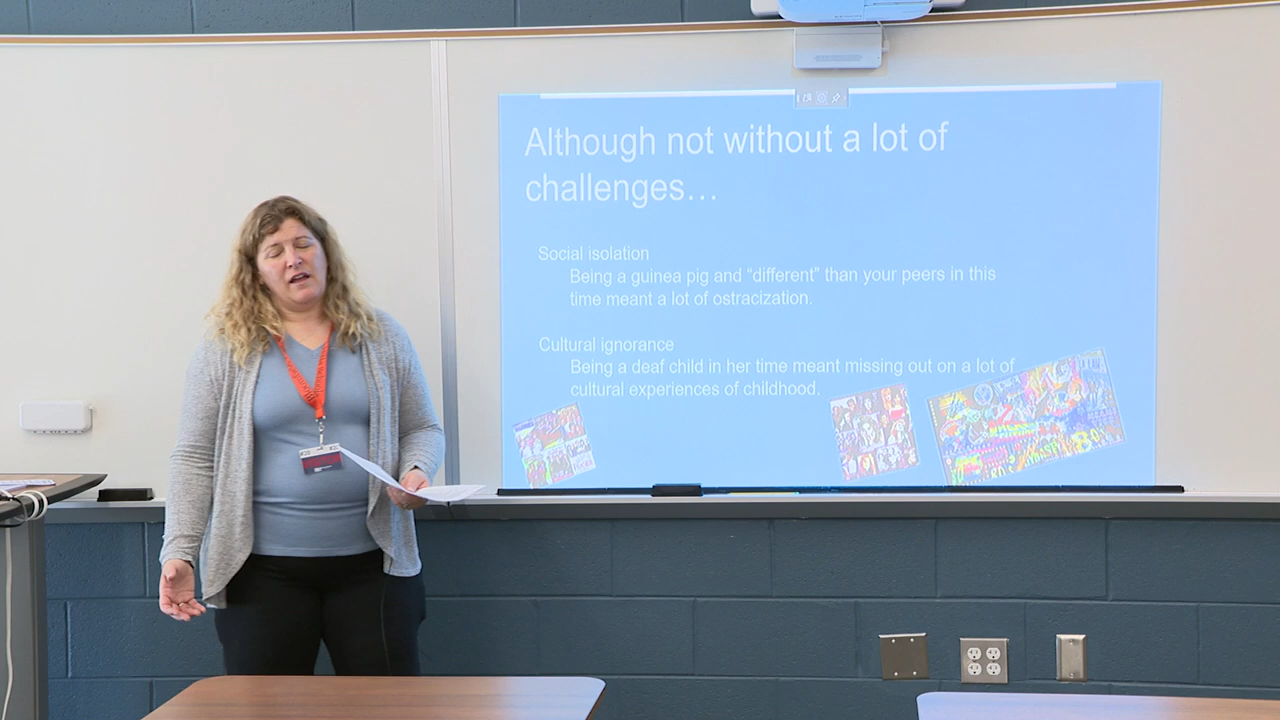 Although not without a lot of
challenges…
Social isolation
Being a guinea pig and “different” than your peers in this
time meant a lot of ostracization.
Cultural ignorance
Being a deaf child in her time meant missing out on a lot of
cultural experiences of childhood.